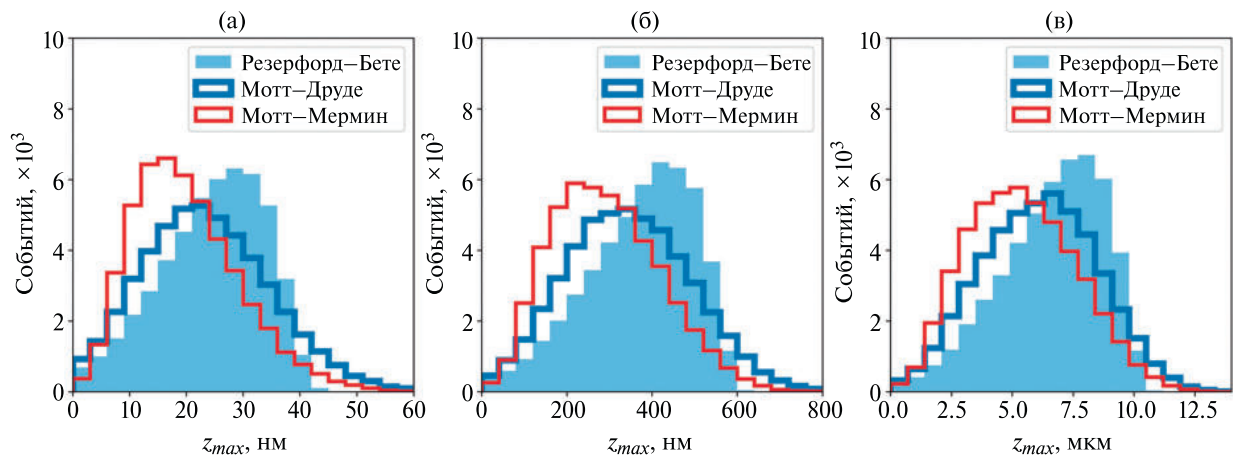 (а)
10
8
6
4
2
0
Событий, ×10³
Резерфорд–Бете
Мотт–Друде
Мотт–Мермин
0 10 20 30 40 50 60
z_max, нм
(б)
10
8
6
4
2
0
Событий, ×10³
Резерфорд–Бете
Мотт–Друде
Мотт–Мермин
0 200 400 600 800
z_max, нм
(в)
10
8
6
4
2
0
Событий, ×10³
Резерфорд–Бете
Мотт–Друде
Мотт–Мермин
0.0 2.5 5.0 7.5 10.0 12.5
z_max, мкм